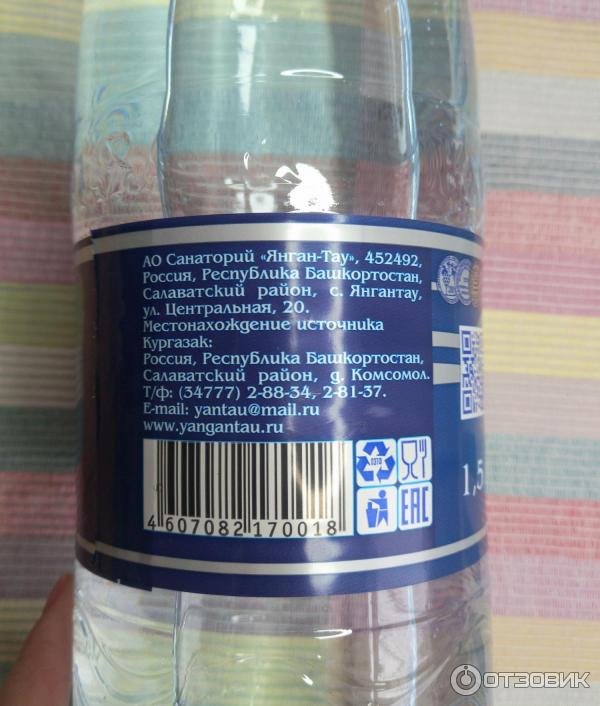 АО Санаторий «Янган-Тау», 452492,
Россия, Республика Башкортостан,
Салаватский район, с. Янгантау,
ул. Центральная, 20.
Местонахождение источника
Кургазак:
Россия, Республика Башкортостан,
Салаватский район, д. Комсомол.
Т/ф: (34777) 2-88-34, 2-81-37.
E-mail: yantau@mail.ru
www.yangantau.ru
4 607082 170018
EAC
1,5
ОТЗОВИК